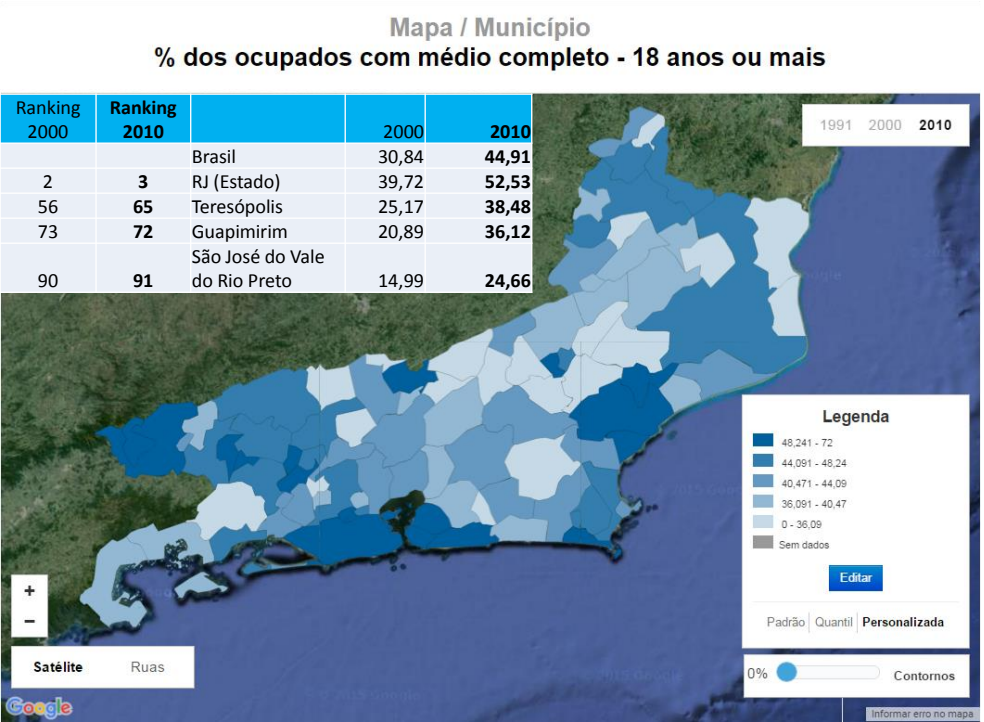 Mapa / Município
% dos ocupados com médio completo - 18 anos ou mais
Ranking 2000 Ranking 2010 2000 2010
Brasil 30,84 44,91
2 3 RJ (Estado) 39,72 52,53
56 65 Teresópolis 25,17 38,48
73 72 Guapimirim 20,89 36,12
São José do Vale
90 91 do Rio Preto 14,99 24,66
1991 2000 2010
Legenda
48,241 - 72
44,091 - 48,24
40,471 - 44,09
36,091 - 40,47
0 - 36,09
Sem dados
Editar
Padrão Quantil Personalizada
0% Contornos
+
−
Satélite Ruas
Google
Informar erro no mapa